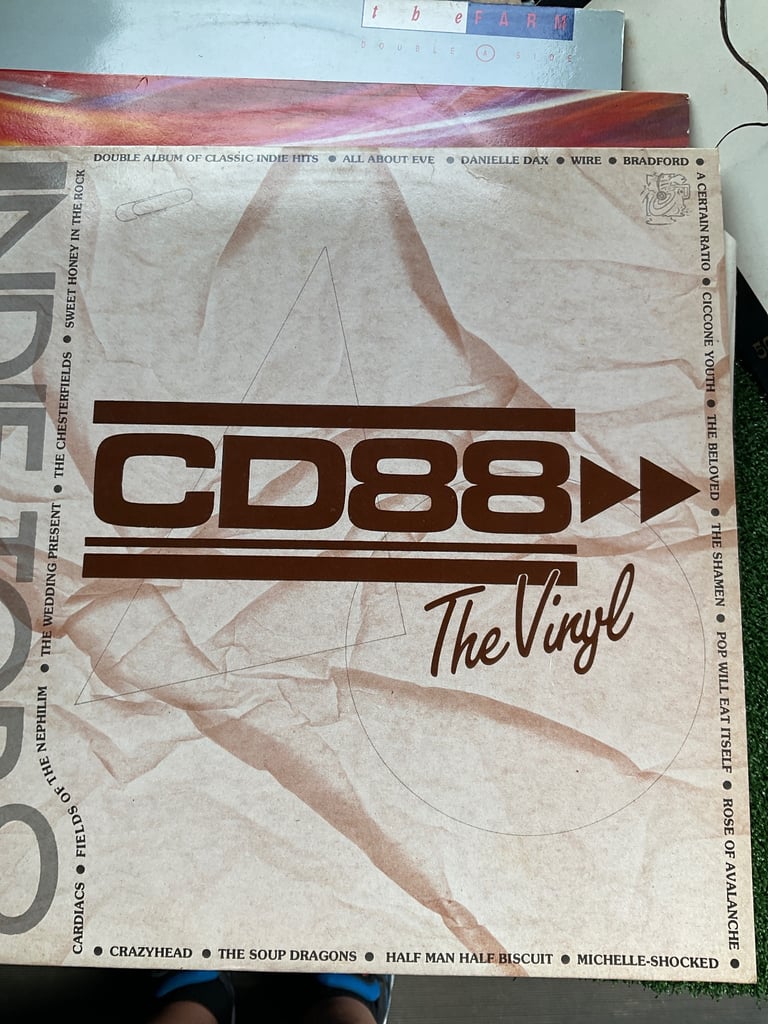 the FARM
DOUBLE A SIDE
DOUBLE ALBUM OF CLASSIC INDIE HITS ● ALL ABOUT EVE ● DANIELLE DAX ● WIRE ● BRADFORD ●
A CERTAIN RATIO ● CICCONE YOUTH ● THE BELOVED ● THE SHAMEN ● POP WILL EAT ITSELF ● ROSE OF AVALANCHE ●
INDIE TOP 20
CARDIACS ● FIELDS OF THE NEPHILIM ● THE WEDDING PRESENT ● THE CHESTERFIELDS ● SWEET HONEY IN THE ROCK
CD88
The Vinyl
● CRAZYHEAD ● THE SOUP DRAGONS ● HALF MAN HALF BISCUIT ● MICHELLE-SHOCKED